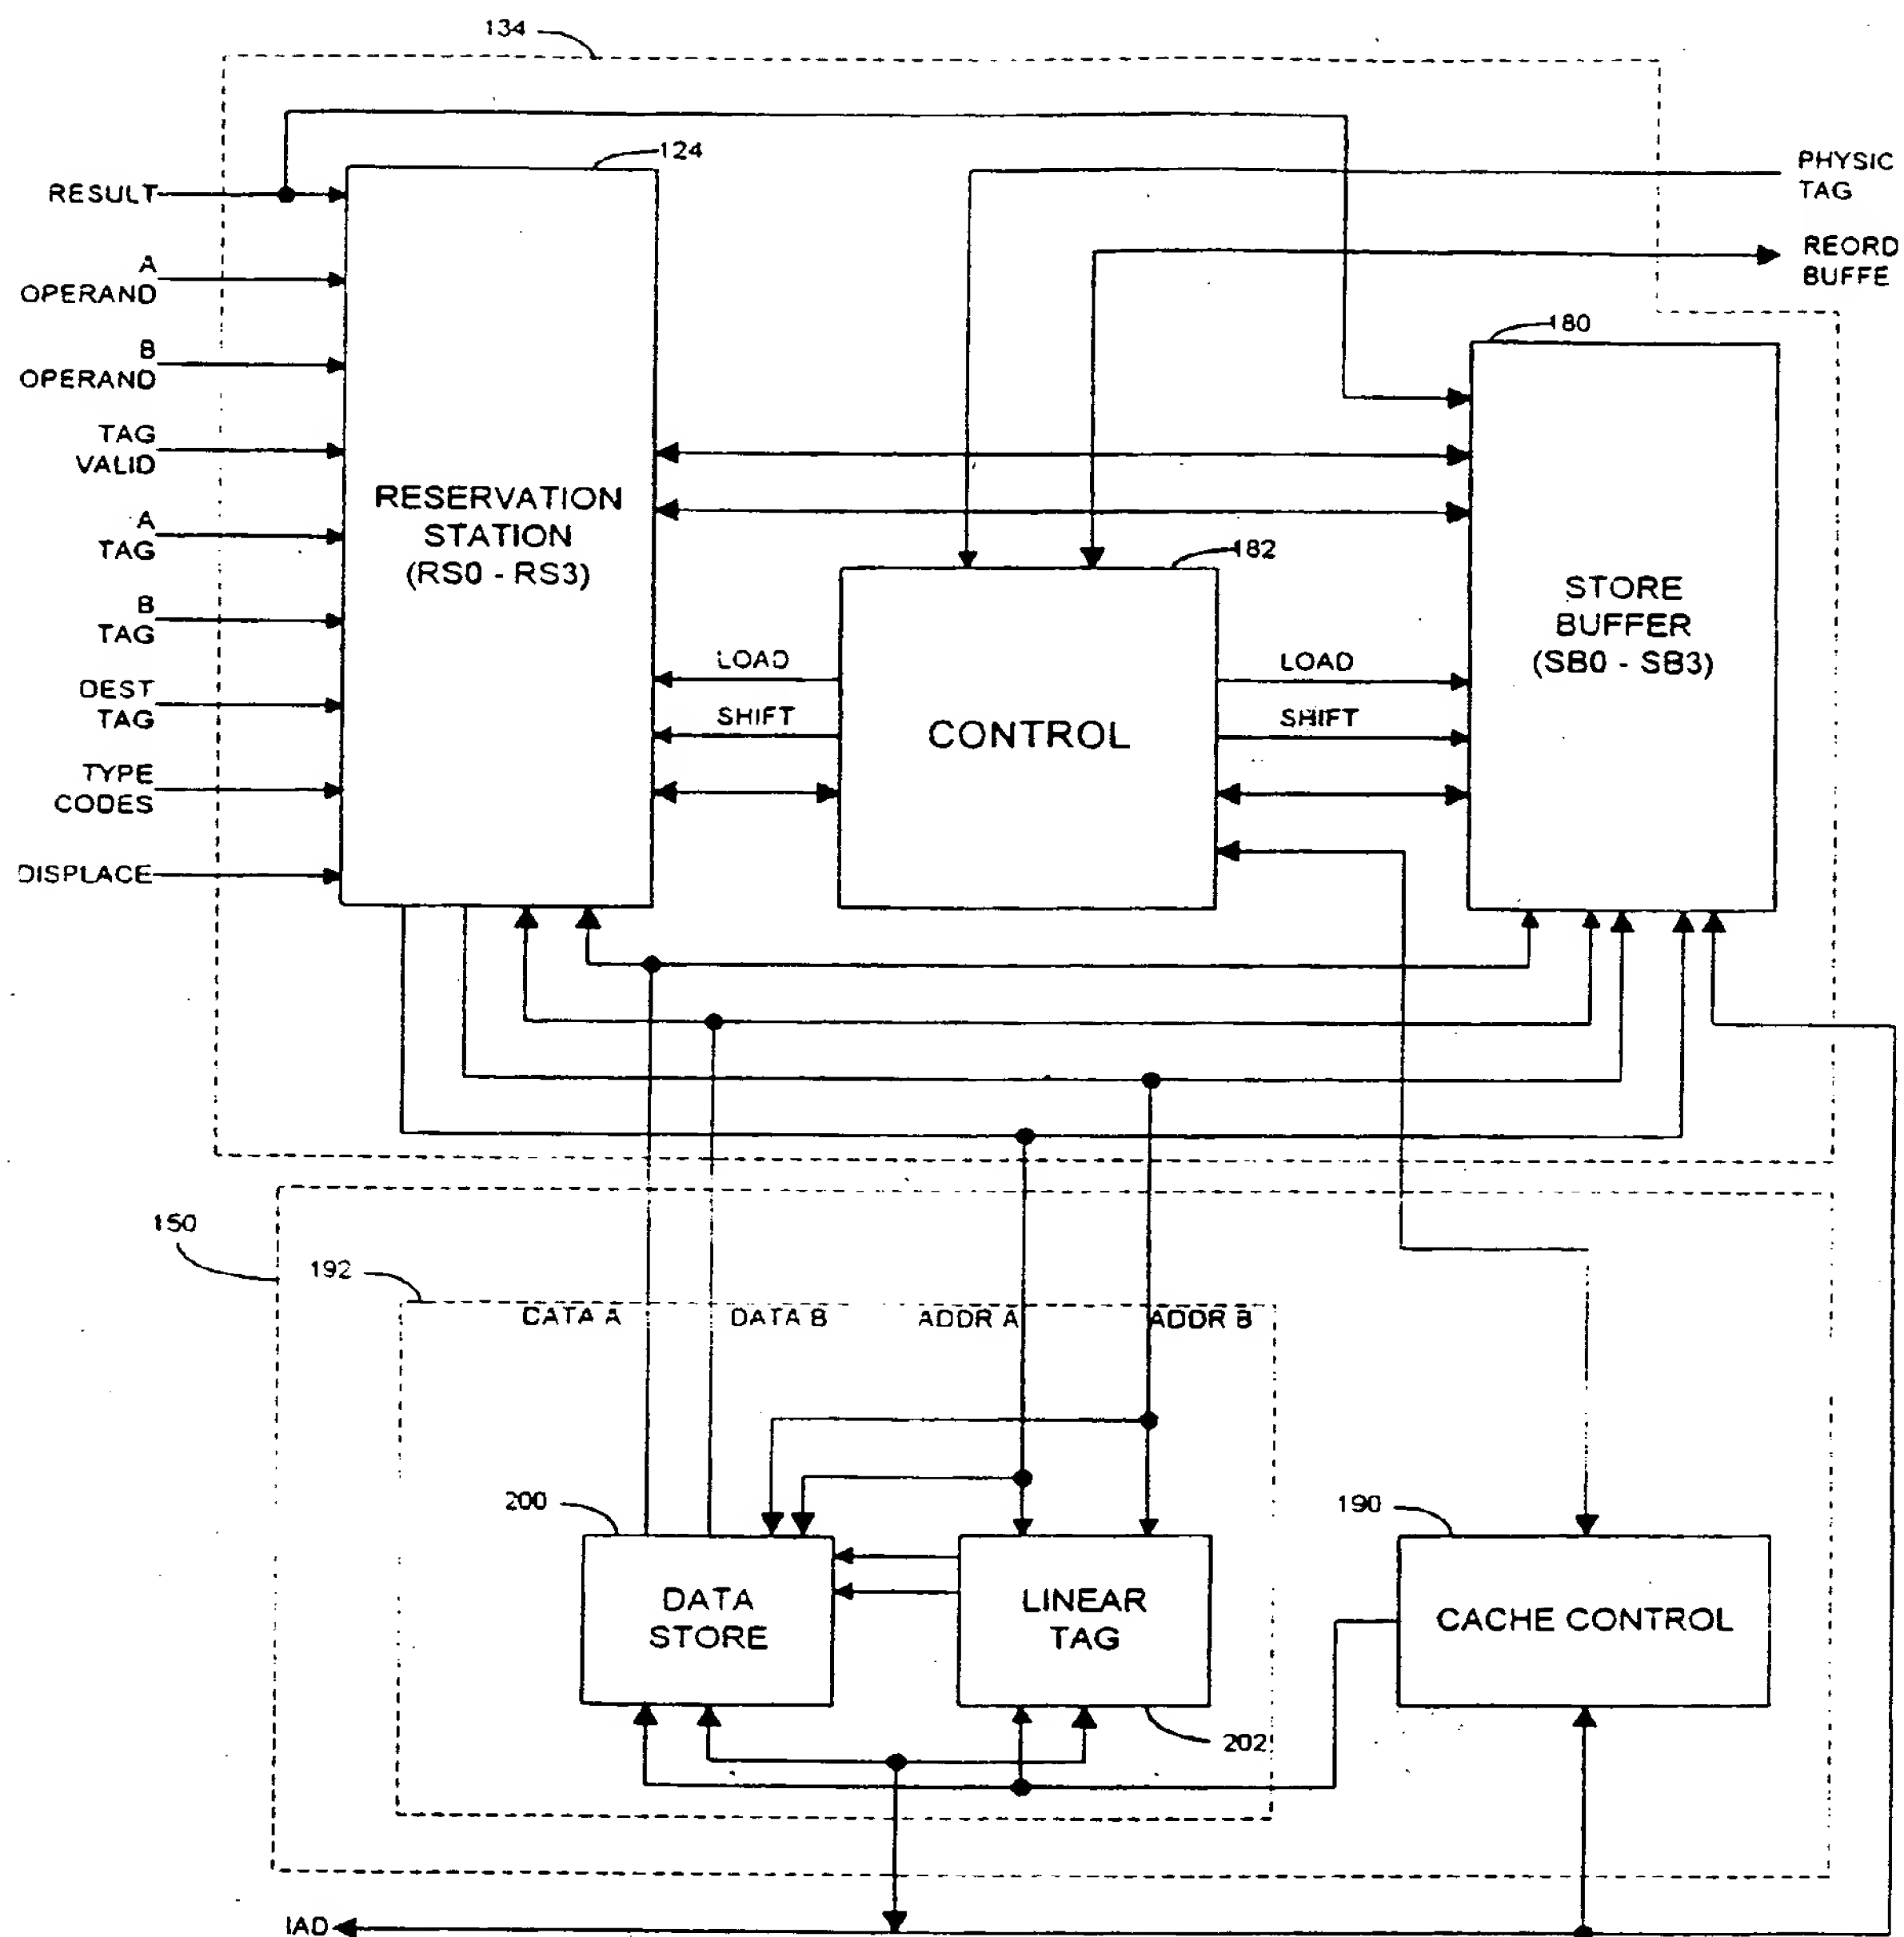 134
124
RESULT
PHYSIC
TAG
A
OPERAND
REORD
BUFFE
180
B
OPERAND
TAG
VALID
RESERVATION
STATION
(RS0 - RS3)
A
TAG
182
STORE
BUFFER
(SB0 - SB3)
B
TAG
LOAD
LOAD
DEST
TAG
SHIFT
CONTROL
SHIFT
TYPE
CODES
DISPLACE
150
192
DATA A
DATA B
ADDR A
ADDR B
200
190
DATA
STORE
LINEAR
TAG
CACHE CONTROL
202
IAD